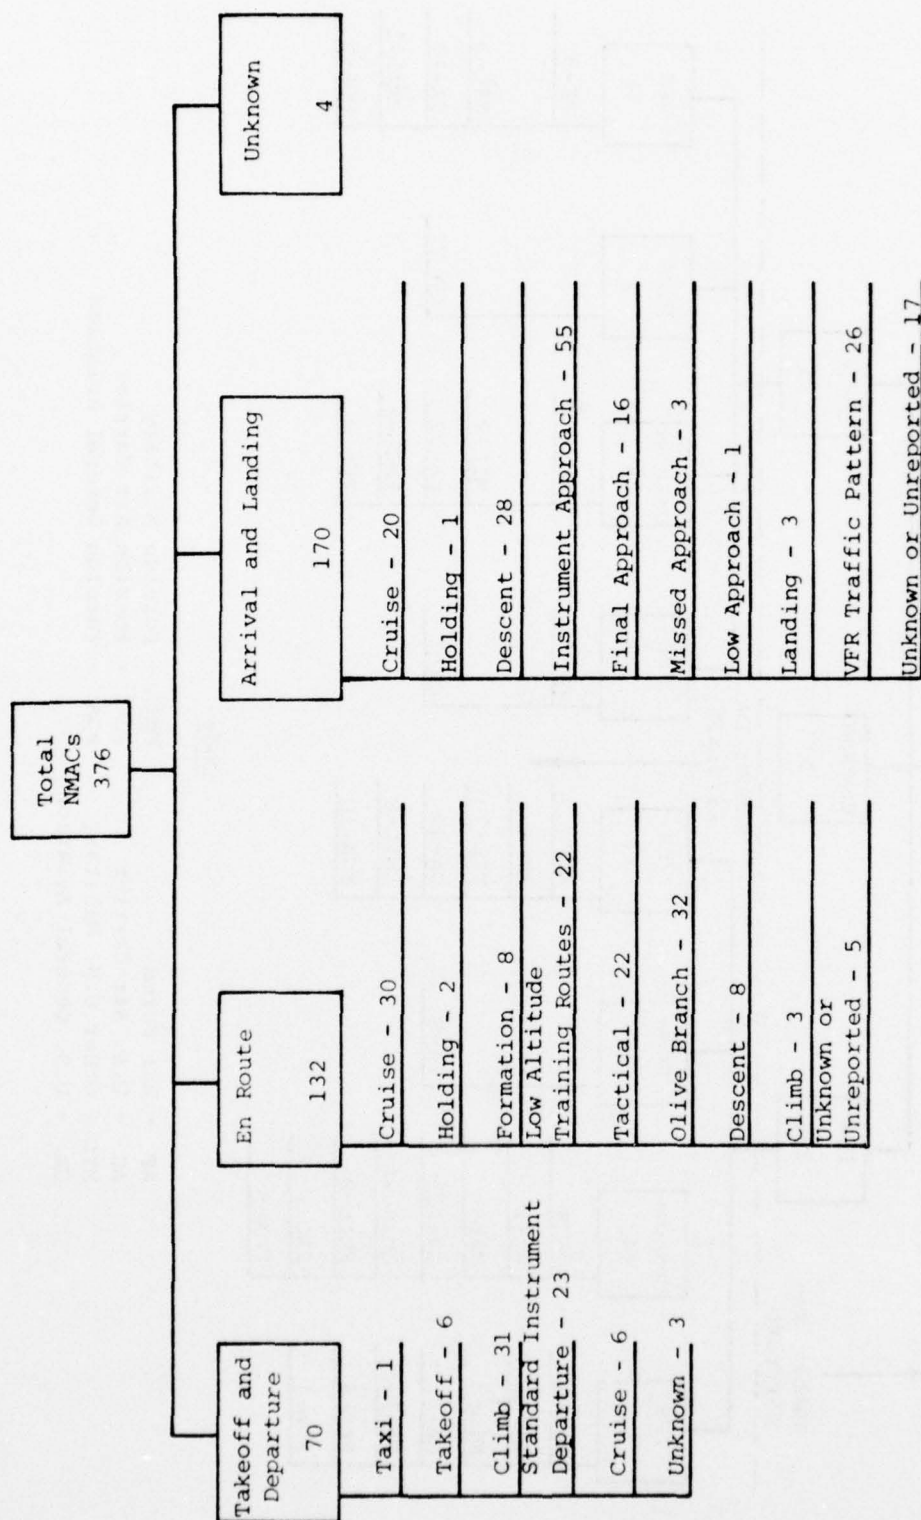 Total
NMACs
376
Takeoff and
Departure
70
Taxi - 1
Takeoff - 6
Climb - 31
Standard Instrument
Departure - 23
Cruise - 6
Unknown - 3
En Route
132
Cruise - 30
Holding - 2
Formation - 8
Low Altitude
Training Routes - 22
Tactical - 22
Olive Branch - 32
Descent - 8
Climb - 3
Unknown or
Unreported - 5
Arrival and Landing
170
Cruise - 20
Holding - 1
Descent - 28
Instrument Approach - 55
Final Approach - 16
Missed Approach - 3
Low Approach - 1
Landing - 3
VFR Traffic Pattern - 26
Unknown or Unreported - 17
Unknown
4